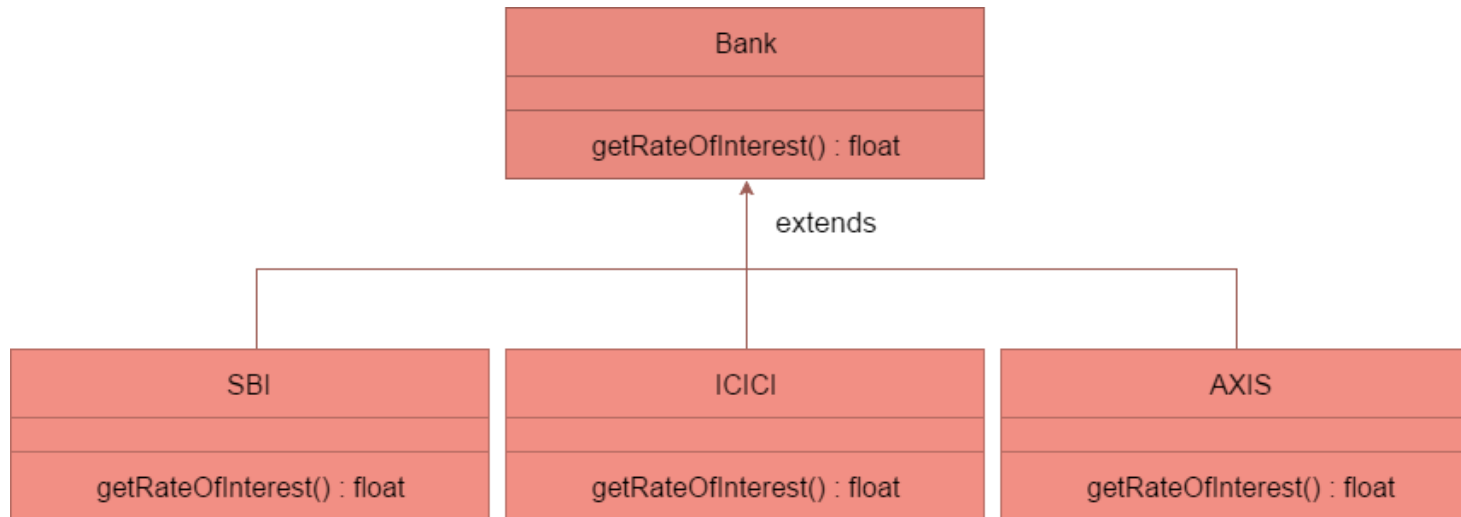 Bank
getRateOfInterest() : float
extends
SBI
ICICI
AXIS
getRateOfInterest() : float
getRateOfInterest() : float
getRateOfInterest() : float